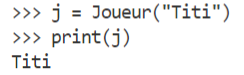 >>> j = Joueur("Titi")
>>> print(j)
Titi